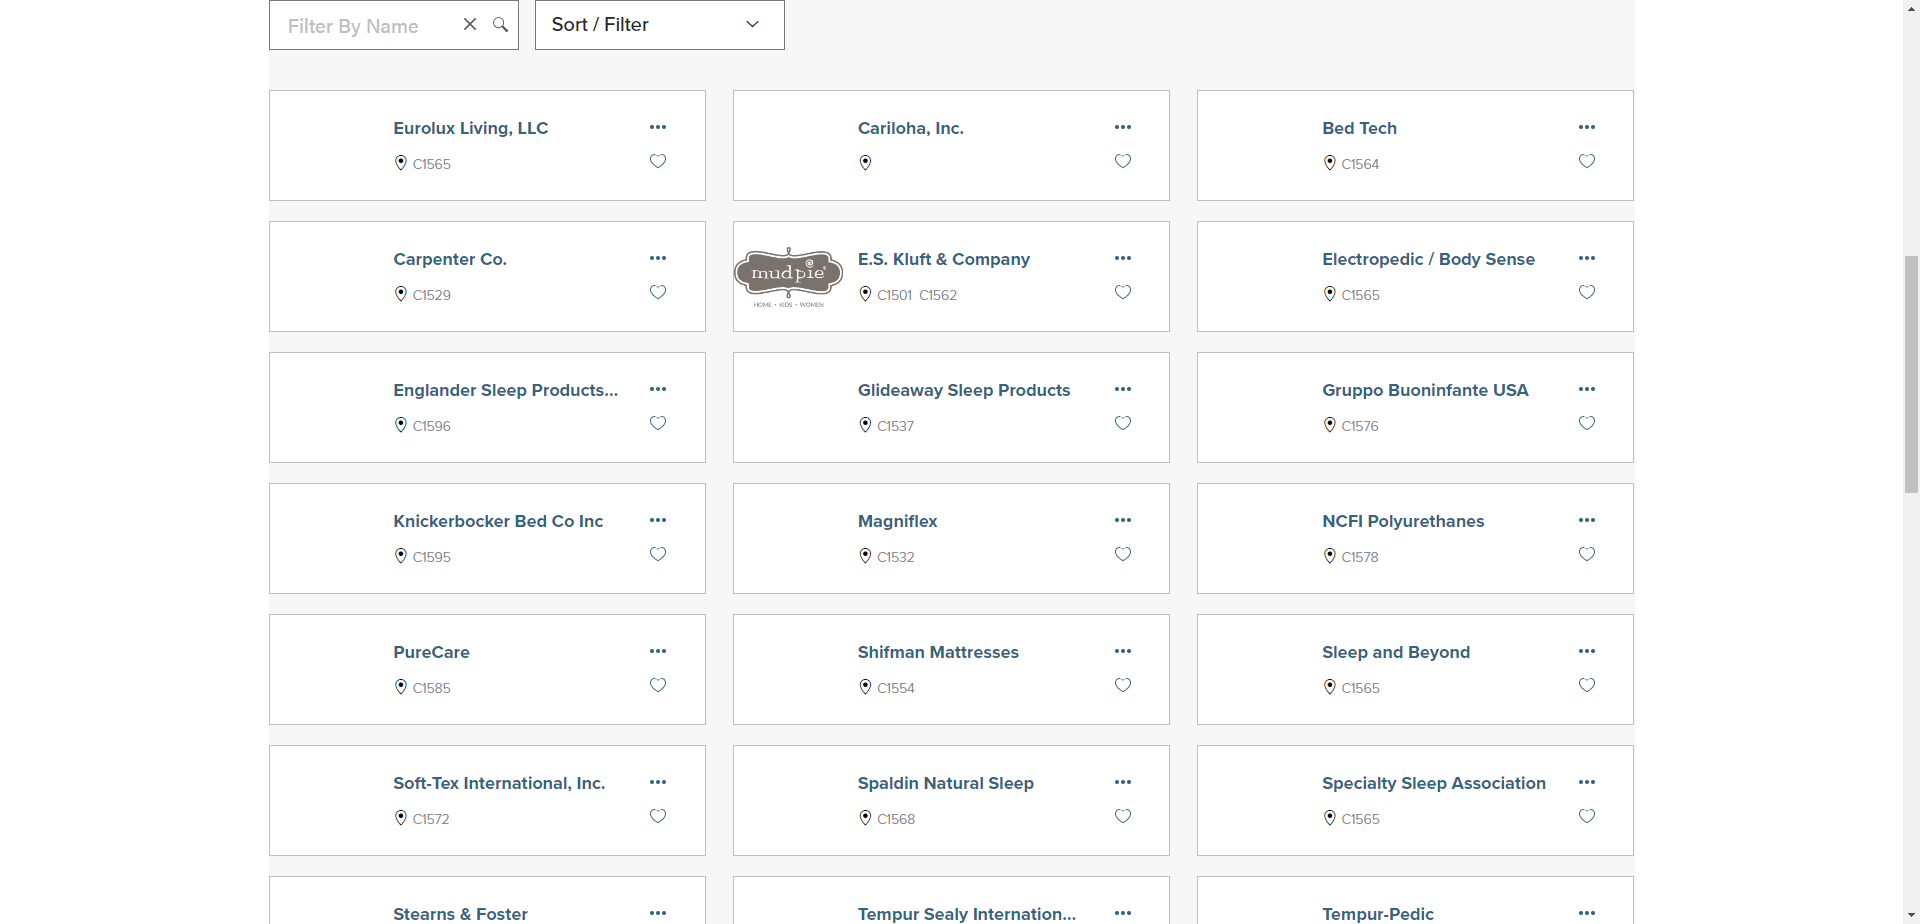 Filter By Name
Sort / Filter
Eurolux Living, LLC
C1565
Cariloha, Inc.
Bed Tech
C1564
Carpenter Co.
C1529
mudpie
HOME • KIDS • WOMEN
E.S. Kluft & Company
C1501 C1562
Electropedic / Body Sense
C1565
Englander Sleep Products...
C1596
Glideaway Sleep Products
C1537
Gruppo Buoninfante USA
C1576
Knickerbocker Bed Co Inc
C1595
Magniflex
C1532
NCFI Polyurethanes
C1578
PureCare
C1585
Shifman Mattresses
C1554
Sleep and Beyond
C1565
Soft-Tex International, Inc.
C1572
Spaldin Natural Sleep
C1568
Specialty Sleep Association
C1565
Stearns & Foster
Tempur Sealy Internation...
Tempur-Pedic